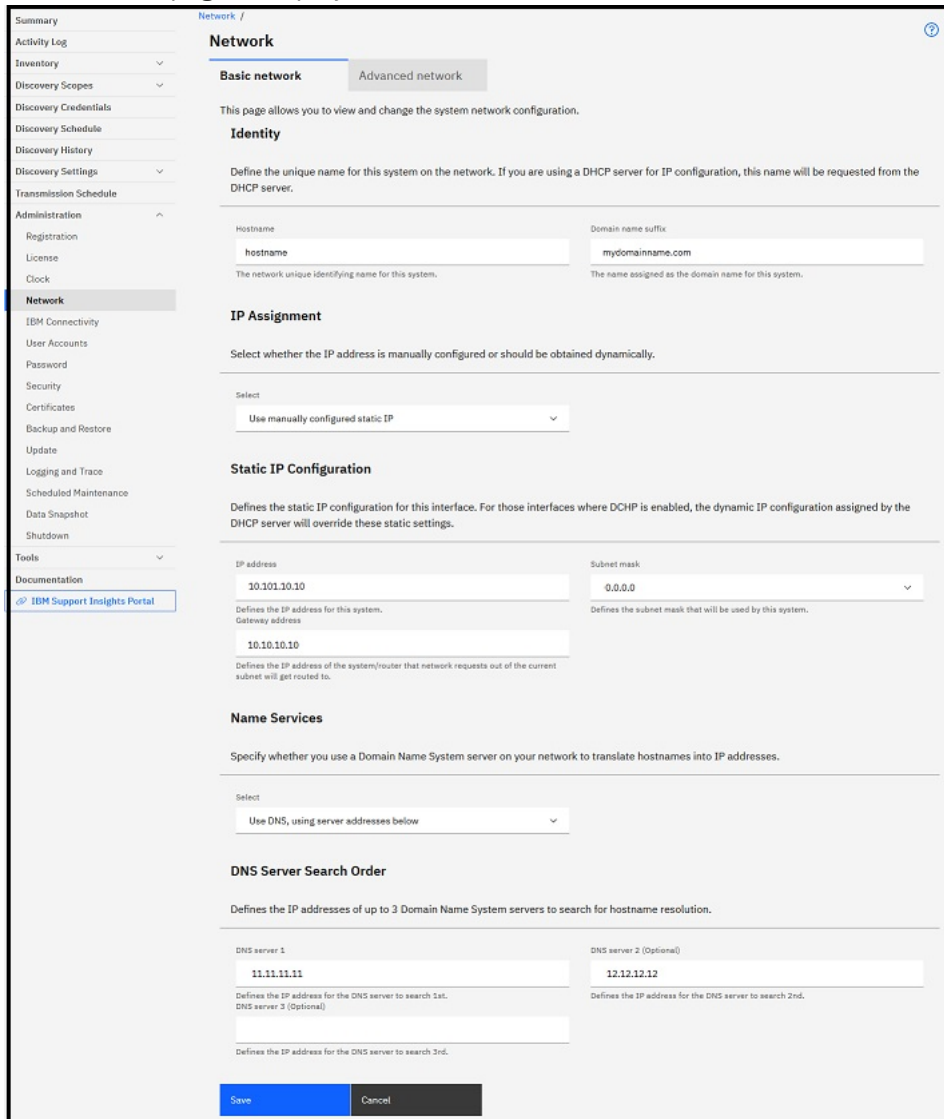 Summary
Activity Log
Inventory
Discovery Scopes
Discovery Credentials
Discovery Schedule
Discovery History
Discovery Settings
Transmission Schedule
Administration
Registration
License
Clock
Network
IBM Connectivity
User Accounts
Password
Security
Certificates
Backup and Restore
Update
Logging and Trace
Scheduled Maintenance
Data Snapshot
Shutdown
Tools
Documentation
IBM Support Insights Portal
Network /
Network
Basic network
Advanced network
This page allows you to view and change the system network configuration.
Identity
Define the unique name for this system on the network. If you are using a DHCP server for IP configuration, this name will be requested from the
DHCP server.
Hostname
Domain name suffix
hostname
mydomainname.com
The network unique identifying name for this system.
The name assigned as the domain name for this system.
IP Assignment
Select whether the IP address is manually configured or should be obtained dynamically.
Select
Use manually configured static IP
Static IP Configuration
Defines the static IP configuration for this interface. For those interfaces where DCHP is enabled, the dynamic IP configuration assigned by the
DHCP server will override these static settings.
IP address
Subnet mask
10.101.10.10
0.0.0.0
Defines the IP address for this system.
Defines the subnet mask that will be used by this system.
Gateway address
10.10.10.10
Defines the IP address of the system/router that network requests out of the current
subnet will get routed to.
Name Services
Specify whether you use a Domain Name System server on your network to translate hostnames into IP addresses.
Select
Use DNS, using server addresses below
DNS Server Search Order
Defines the IP addresses of up to 3 Domain Name System servers to search for hostname resolution.
DNS server 1
DNS server 2 (Optional)
11.11.11.11
12.12.12.12
Defines the IP address for the DNS server to search 1st.
Defines the IP address for the DNS server to search 2nd.
DNS server 3 (Optional)
Defines the IP address for the DNS server to search 3rd.
Save
Cancel